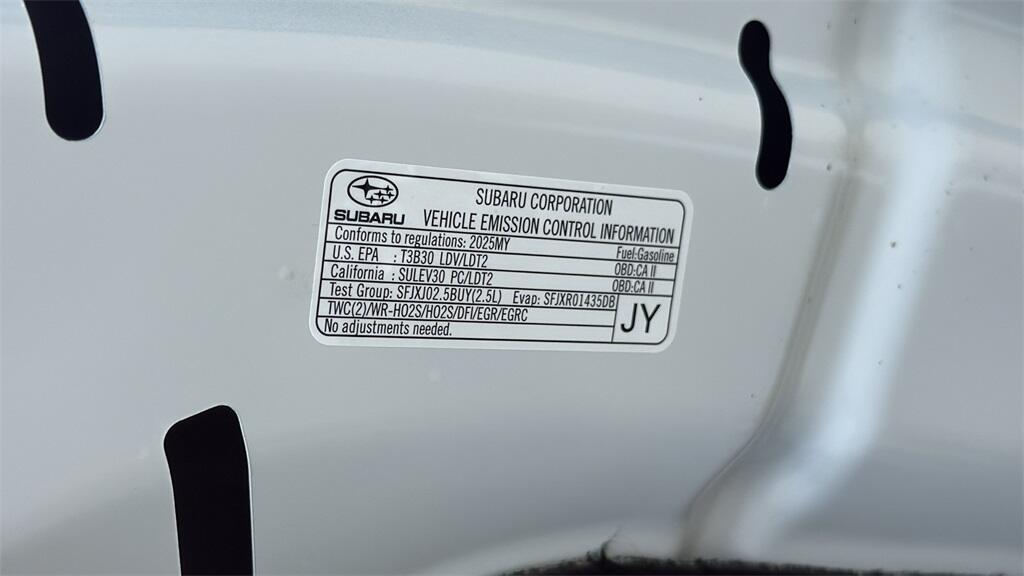 SUBARU CORPORATION
SUBARU
VEHICLE EMISSION CONTROL INFORMATION
Conforms to regulations: 2025MY Fuel:Gasoline
U.S. EPA : T3B30 LDV/LDT2 OBD:CA II
California : SULEV30 PC/LDT2 OBD:CA II
Test Group: SFJXJ02.5BUY(2.5L) Evap: SFJXR01435DB
TWC(2)/WR-HO2S/HO2S/DFI/EGR/EGRC
JY
No adjustments needed.